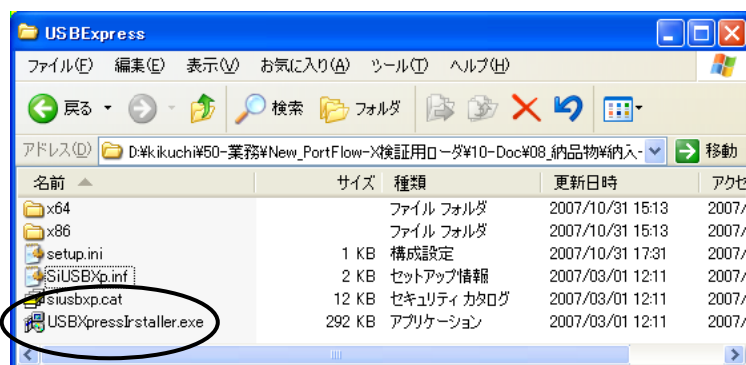 USBExpress
ファイル(F) 編集(E) 表示(V) お気に入り(A) ツール(T) ヘルプ(H)
戻る 検索 フォルダ
アドレス(D) D:¥kikuchi¥50-業務¥New_PortFlow-X検証用ローダ¥10-Doc¥08_納品物¥納入- 移動
名前 サイズ 種類 更新日時 アクセ
x64 ファイル フォルダ 2007/10/31 15:13 2007/
x86 ファイル フォルダ 2007/10/31 15:13 2007/
setup.ini 1 KB 構成設定 2007/10/31 17:31 2007/
SiUSBXp.inf 2 KB セットアップ情報 2007/03/01 12:11 2007/
siusbxp.cat 12 KB セキュリティ カタログ 2007/03/01 12:11 2007/
USBXpressInstaller.exe 292 KB アプリケーション 2007/03/01 12:11 2007/